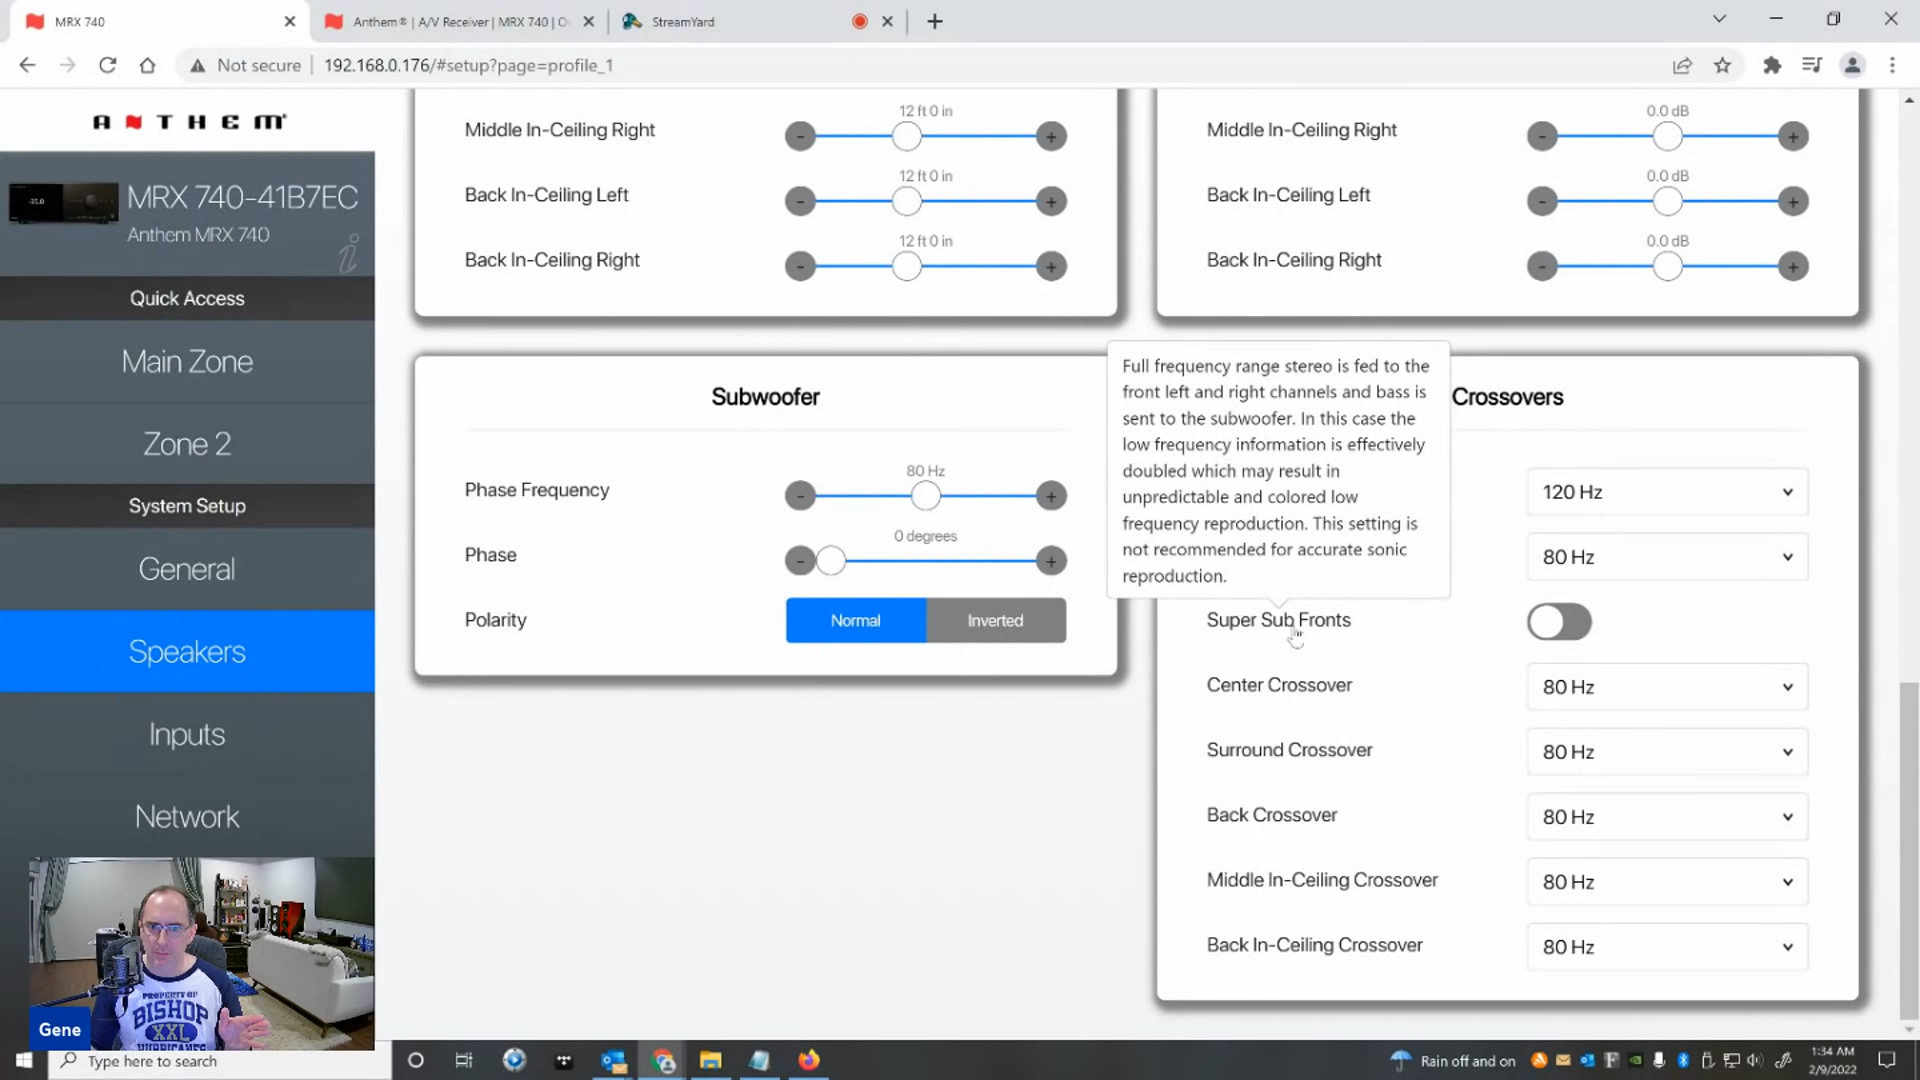 MRX 740
Anthem® | A/V Receiver | MRX 740 | O
StreamYard
Not secure
192.168.0.176/#setup?page=profile_1
ANTHEM
MRX 740-41B7EC
Anthem MRX 740
-35.0
i
Quick Access
Main Zone
Zone 2
System Setup
General
Speakers
Inputs
Network
12 ft 0 in
Middle In-Ceiling Right
- +
12 ft 0 in
Back In-Ceiling Left
- +
12 ft 0 in
Back In-Ceiling Right
- +
0.0 dB
Middle In-Ceiling Right
- +
0.0 dB
Back In-Ceiling Left
- +
0.0 dB
Back In-Ceiling Right
- +
Subwoofer
80 Hz
Phase Frequency
- +
0 degrees
Phase
- +
Polarity
Normal
Inverted
Full frequency range stereo is fed to the
front left and right channels and bass is
sent to the subwoofer. In this case the
low frequency information is effectively
doubled which may result in
unpredictable and colored low
frequency reproduction. This setting is
not recommended for accurate sonic
reproduction.
Crossovers
120 Hz
80 Hz
Super Sub Fronts
Center Crossover
80 Hz
Surround Crossover
80 Hz
Back Crossover
80 Hz
Middle In-Ceiling Crossover
80 Hz
Back In-Ceiling Crossover
80 Hz
PROPERTY OF
BISHOP
XXL
HURRICANES
Gene
Type here to search
Rain off and on
1:34 AM
2/9/2022